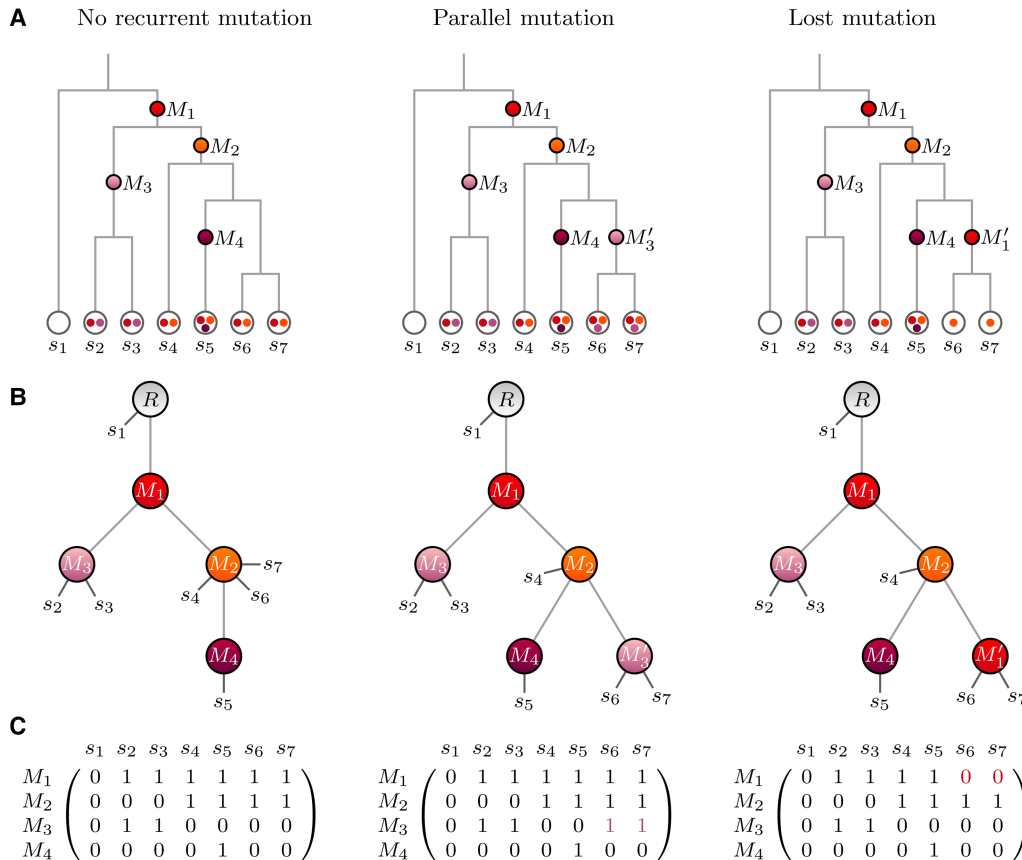 A
No recurrent mutation Parallel mutation Lost mutation
M₁ M₁ M₁
M₂ M₂ M₂
M₃ M₃ M₃
M₄ M₄ M₃′ M₄ M₁′
s₁ s₂ s₃ s₄ s₅ s₆ s₇ s₁ s₂ s₃ s₄ s₅ s₆ s₇ s₁ s₂ s₃ s₄ s₅ s₆ s₇
B
R R R
s₁ s₁ s₁
M₁ M₁ M₁
M₃ M₂ s₇ M₃ s₄ M₂ M₃ s₄ M₂
s₂ s₃ s₄ s₆ s₂ s₃ s₂ s₃
M₄ M₄ M₃′ M₄ M₁′
s₅ s₅ s₆ s₇ s₅ s₆ s₇
C
s₁ s₂ s₃ s₄ s₅ s₆ s₇ s₁ s₂ s₃ s₄ s₅ s₆ s₇ s₁ s₂ s₃ s₄ s₅ s₆ s₇
M₁ 0 1 1 1 1 1 1 M₁ 0 1 1 1 1 1 1 M₁ 0 1 1 1 1 0 0
M₂ 0 0 0 1 1 1 1 M₂ 0 0 0 1 1 1 1 M₂ 0 0 0 1 1 1 1
M₃ 0 1 1 0 0 0 0 M₃ 0 1 1 0 0 1 1 M₃ 0 1 1 0 0 0 0
M₄ 0 0 0 0 1 0 0 M₄ 0 0 0 0 1 0 0 M₄ 0 0 0 0 1 0 0